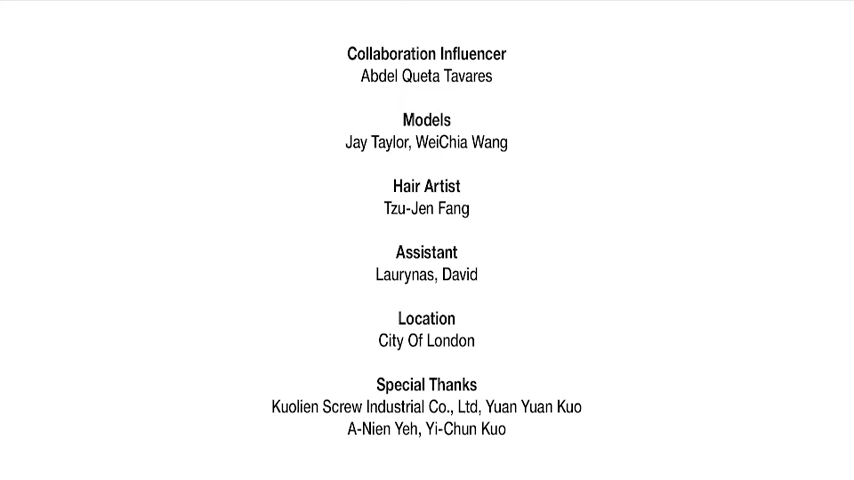 Collaboration Influencer
Abdel Queta Tavares
Models
Jay Taylor, WeiChia Wang
Hair Artist
Tzu-Jen Fang
Assistant
Laurynas, David
Location
City Of London
Special Thanks
Kuolien Screw Industrial Co., Ltd, Yuan Yuan Kuo
A-Nien Yeh, Yi-Chun Kuo